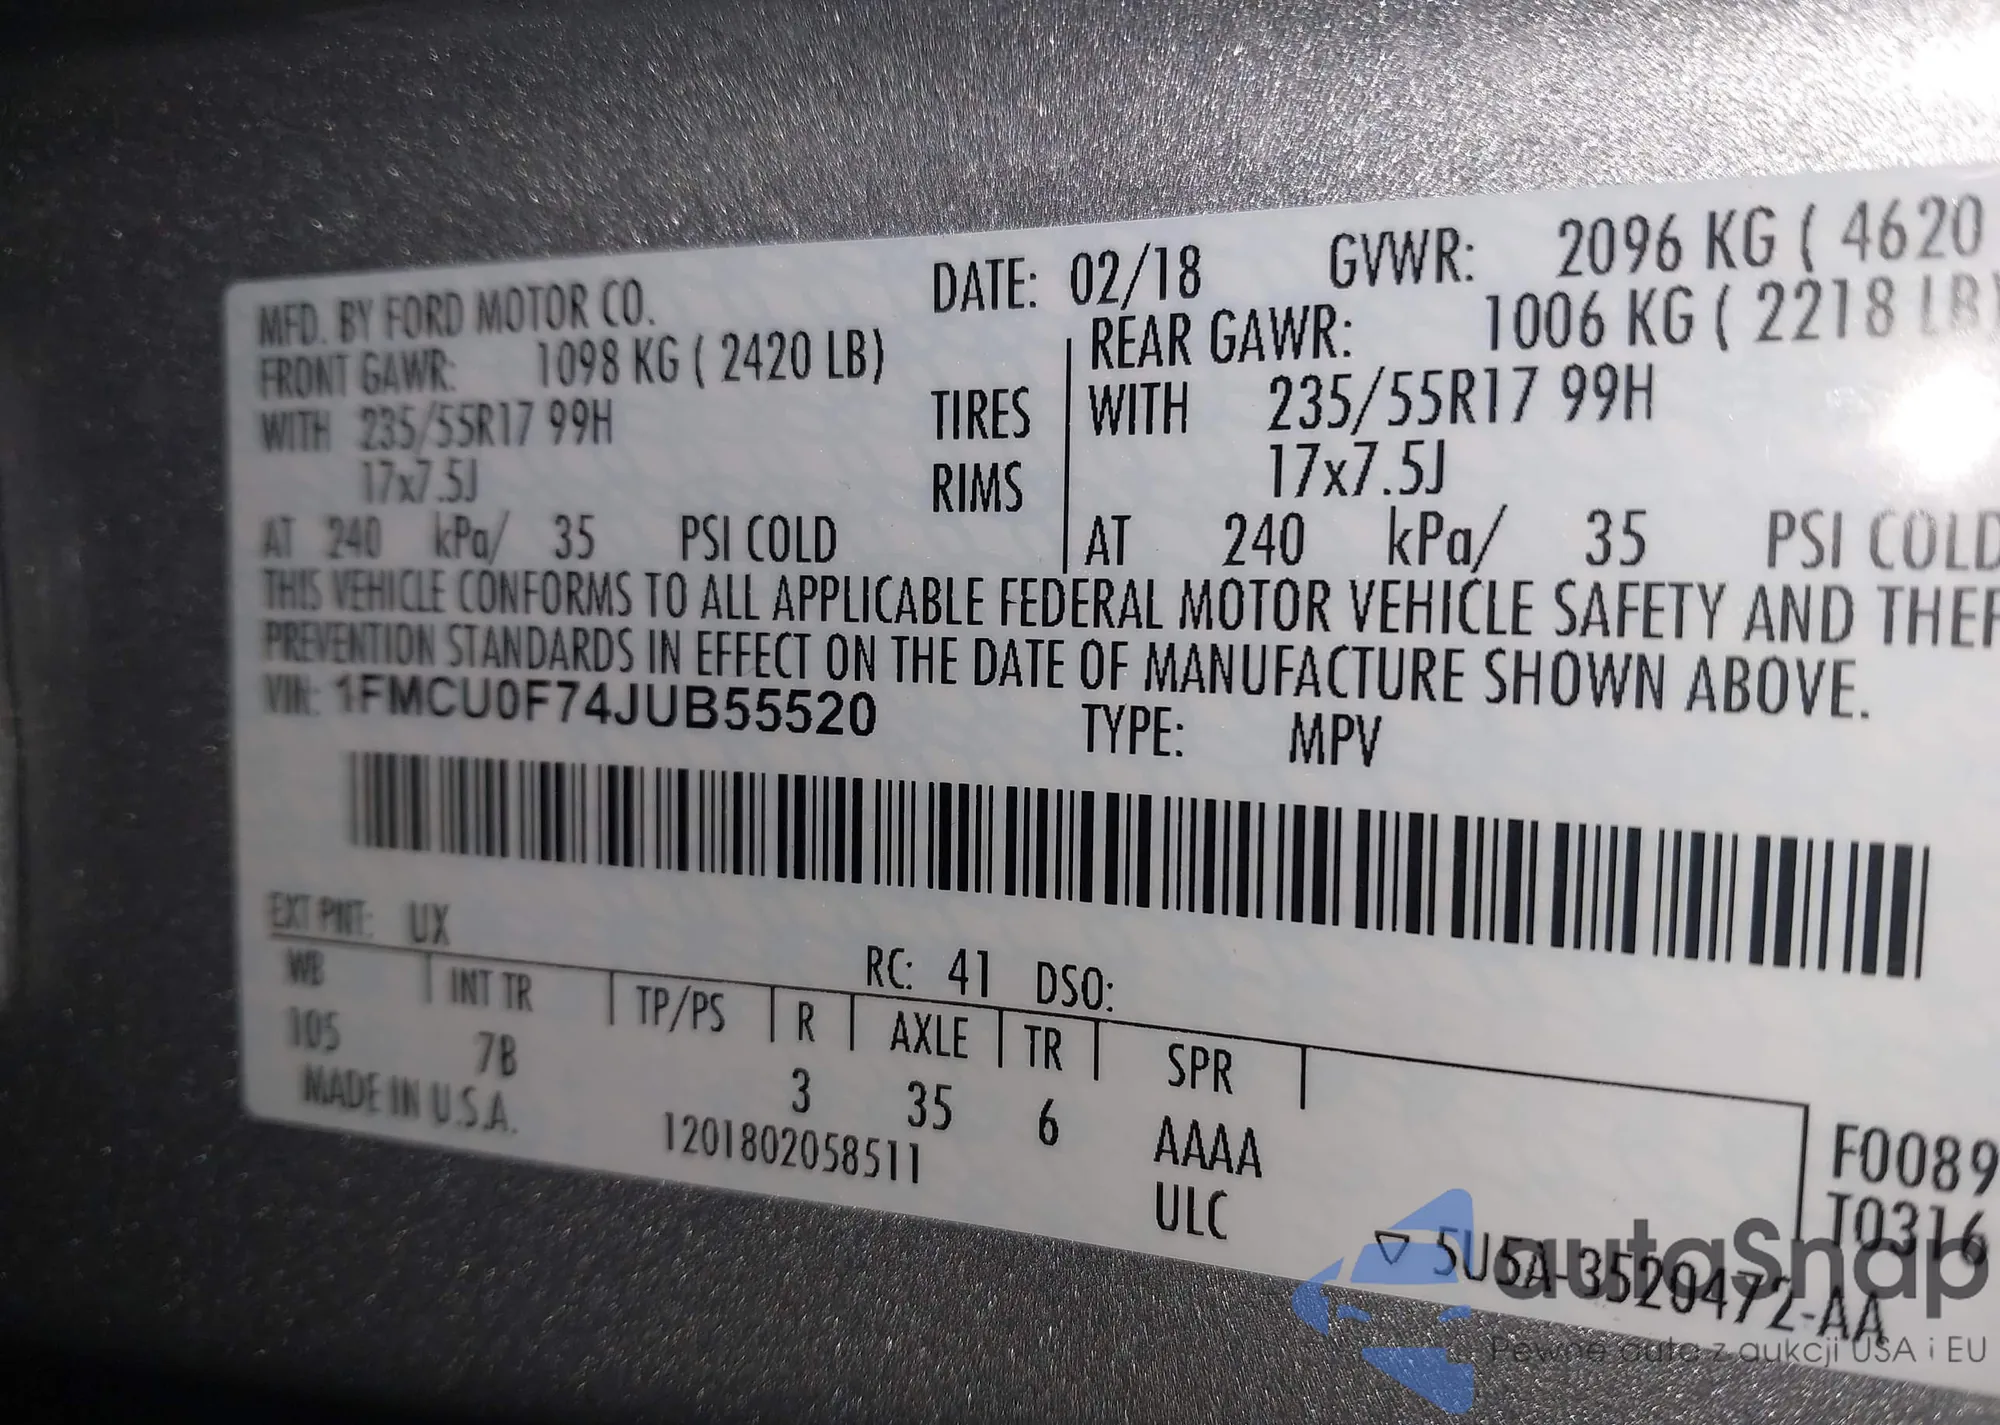 MFD. BY FORD MOTOR CO. DATE: 02/18 GVWR: 2096 KG ( 4620
FRONT GAWR: 1098 KG ( 2420 LB) REAR GAWR: 1006 KG ( 2218 LB)
WITH 235/55R17 99H TIRES WITH 235/55R17 99H
17x7.5J RIMS 17x7.5J
AT 240 kPa/ 35 PSI COLD AT 240 kPa/ 35 PSI COLD
THIS VEHICLE CONFORMS TO ALL APPLICABLE FEDERAL MOTOR VEHICLE SAFETY AND THEF
PREVENTION STANDARDS IN EFFECT ON THE DATE OF MANUFACTURE SHOWN ABOVE.
VIN: 1FMCU0F74JUB55520 TYPE: MPV
EXT PNT: UX RC: 41 DSO:
WB INT TR TP/PS R AXLE TR SPR
105 7B 3 35 6 AAAA F0089
MADE IN U.S.A. 1201802058511 ULC T0316
▽ 5U5A-3520472-AA
autoSnap
Pewne auta z aukcji USA i EU